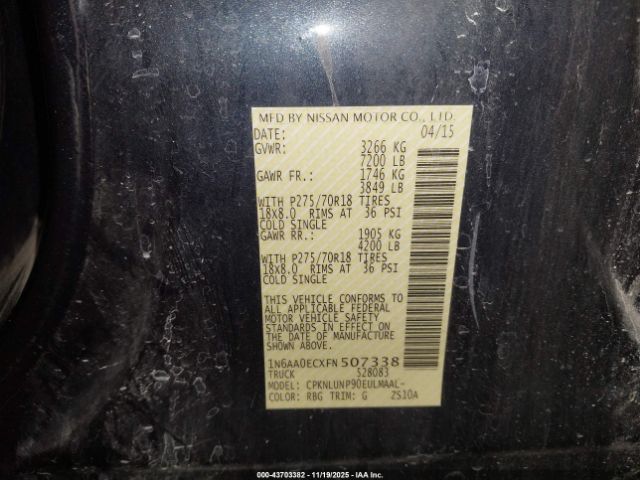 MFD BY NISSAN MOTOR CO., LTD.
DATE: 04/15
GVWR: 3266 KG
7200 LB
GAWR FR.: 1746 KG
3849 LB
WITH P275/70R18 TIRES
18X8.0 RIMS AT 36 PSI
COLD SINGLE
GAWR RR.: 1905 KG
4200 LB
WITH P275/70R18 TIRES
18X8.0 RIMS AT 36 PSI
COLD SINGLE
THIS VEHICLE CONFORMS TO
ALL APPLICABLE FEDERAL
MOTOR VEHICLE SAFETY
STANDARDS IN EFFECT ON
THE DATE OF MANUFACTURE
SHOWN ABOVE.
1N6AA0ECXFN507338
TRUCK S28083
MODEL: CPKNLUNP90EULMAAL-
COLOR: RBG TRIM: G ZS10A
000-43703382 - 11/19/2025 - IAA Inc.